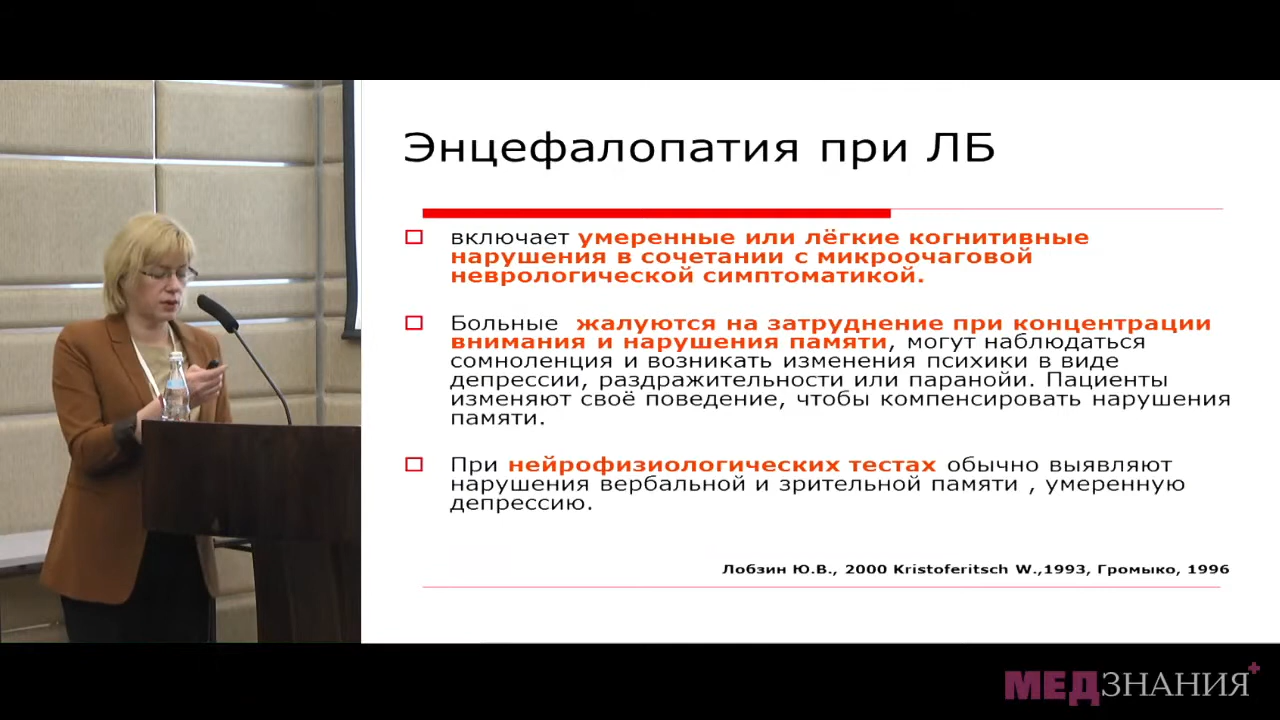 Энцефалопатия при ЛБ
включает умеренные или лёгкие когнитивные
нарушения в сочетании с микроочаговой
неврологической симптоматикой.
Больные жалуются на затруднение при концентрации
внимания и нарушения памяти, могут наблюдаться
сомноленция и возникать изменения психики в виде
депрессии, раздражительности или паранойи. Пациенты
изменяют своё поведение, чтобы компенсировать нарушения
памяти.
При нейрофизиологических тестах обычно выявляют
нарушения вербальной и зрительной памяти , умеренную
депрессию.
Лобзин Ю.В., 2000 Kristoferitsch W.,1993, Громыко, 1996
МЕДЗНАНИЯ+